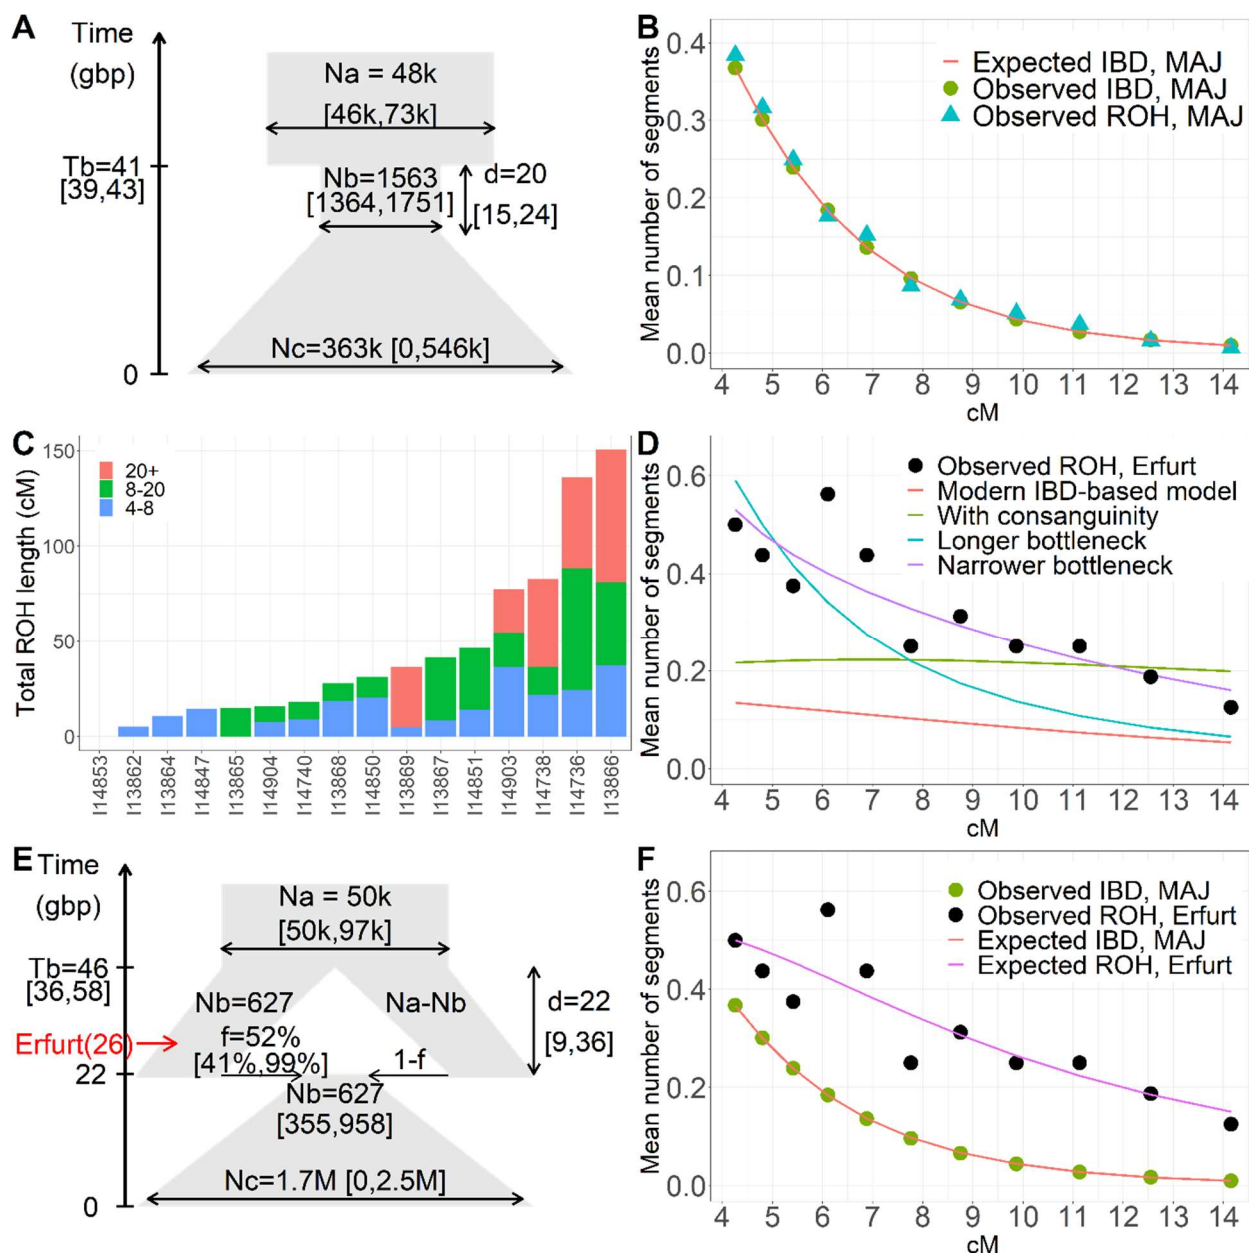 A
Time
(gbp)
Na = 48k
[46k,73k]
Tb=41
[39,43]
Nb=1563
[1364,1751]
d=20
[15,24]
Nc=363k [0,546k]
0
B
Mean number of segments
0.4
0.3
0.2
0.1
0.0
Expected IBD, MAJ
Observed IBD, MAJ
Observed ROH, MAJ
4 5 6 7 8 9 10 11 12 13 14
cM
C
Total ROH length (cM)
150
100
50
0
20+
8-20
4-8
I14853 I13862 I13864 I14847 I13865 I14904 I14740 I13868 I14850 I13869 I13867 I14851 I14903 I14738 I14736 I13866
D
Mean number of segments
0.6
0.4
0.2
0.0
Observed ROH, Erfurt
Modern IBD-based model
With consanguinity
Longer bottleneck
Narrower bottleneck
4 5 6 7 8 9 10 11 12 13 14
cM
E
Time
(gbp)
Na = 50k
[50k,97k]
Tb=46
[36,58]
Nb=627
Na-Nb
d=22
[9,36]
Erfurt(26)
f=52%
[41%,99%]
1-f
22
Nb=627
[355,958]
Nc=1.7M [0,2.5M]
0
F
Mean number of segments
0.6
0.4
0.2
0.0
Observed IBD, MAJ
Observed ROH, Erfurt
Expected IBD, MAJ
Expected ROH, Erfurt
4 5 6 7 8 9 10 11 12 13 14
cM